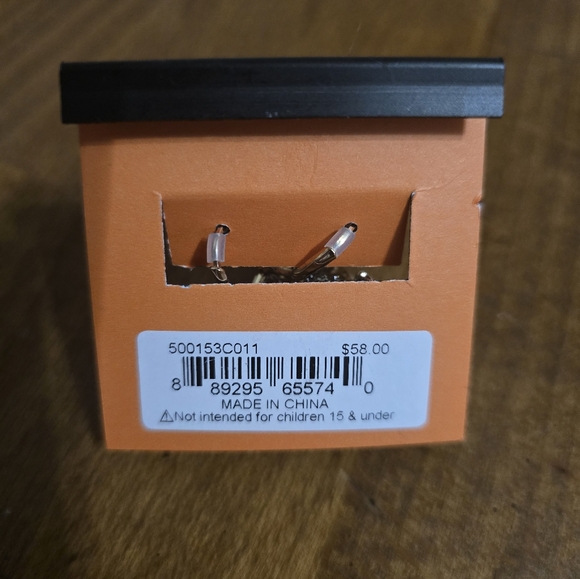 500153C011 $58.00
8 89295 65574 0
MADE IN CHINA
⚠Not intended for children 15 & under